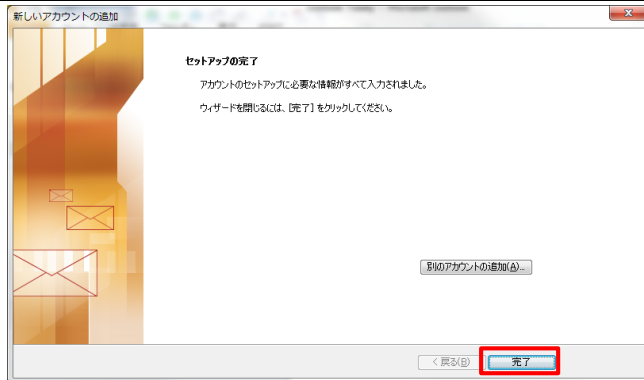 新しいアカウントの追加
セットアップの完了
アカウントのセットアップに必要な情報がすべて入力されました。
ウィザードを閉じるには、[完了] をクリックしてください。
別のアカウントの追加(A)...
< 戻る(B)
完了